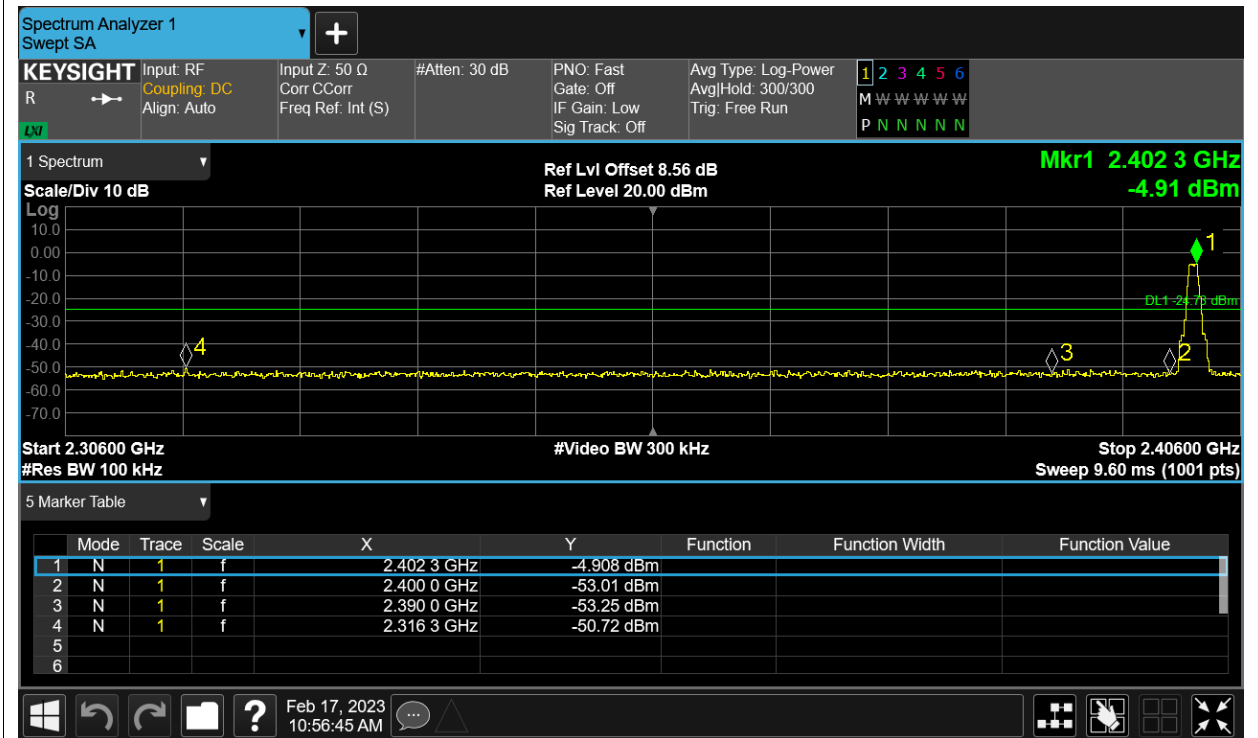 Spectrum Analyzer 1
Swept SA
+
KEYSIGHT Input: RF Input Z: 50 Ω #Atten: 30 dB PNO: Fast Avg Type: Log-Power 1 2 3 4 5 6
R Coupling: DC Corr CCorr Gate: Off Avg|Hold: 300/300 M W W W W W W
Align: Auto Freq Ref: Int (S) IF Gain: Low Trig: Free Run P N N N N N N
LXI Sig Track: Off
1 Spectrum Ref Lvl Offset 8.56 dB Mkr1 2.402 3 GHz
Scale/Div 10 dB Ref Level 20.00 dBm -4.91 dBm
Log
10.0
0.00 1
-10.0
-20.0 DL1 -24.73 dBm
-30.0
-40.0 4 3 2
-50.0
-60.0
-70.0
Start 2.30600 GHz #Video BW 300 kHz Stop 2.40600 GHz
#Res BW 100 kHz Sweep 9.60 ms (1001 pts)
5 Marker Table
Mode Trace Scale X Y Function Function Width Function Value
1 N 1 f 2.402 3 GHz -4.908 dBm
2 N 1 f 2.400 0 GHz -53.01 dBm
3 N 1 f 2.390 0 GHz -53.25 dBm
4 N 1 f 2.316 3 GHz -50.72 dBm
5
6
? Feb 17, 2023
10:56:45 AM